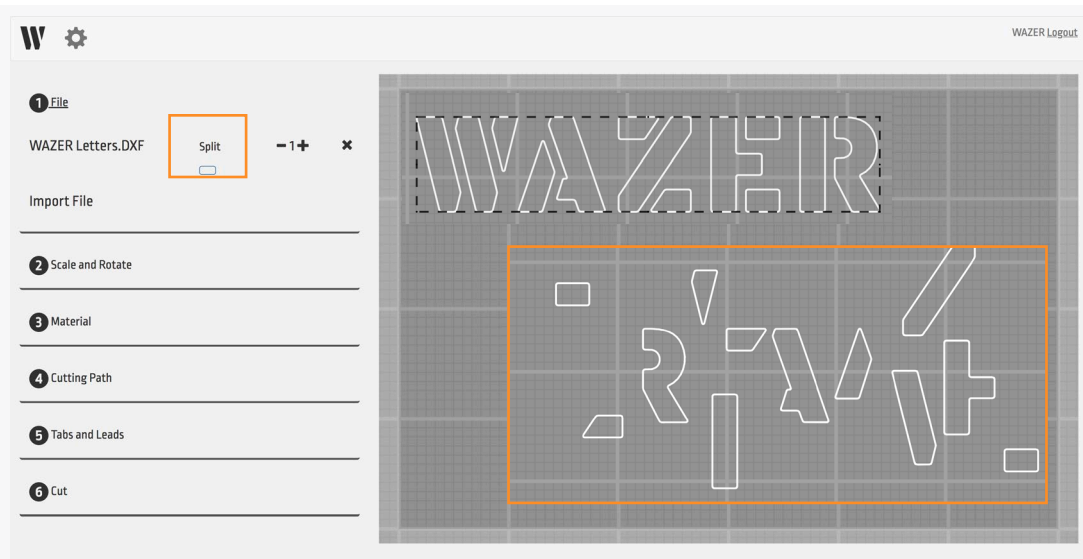 W
WAZER Logout
1 File
WAZER Letters.DXF Split −1+ ×
Import File
2 Scale and Rotate
3 Material
4 Cutting Path
5 Tabs and Leads
6 Cut
WAZER